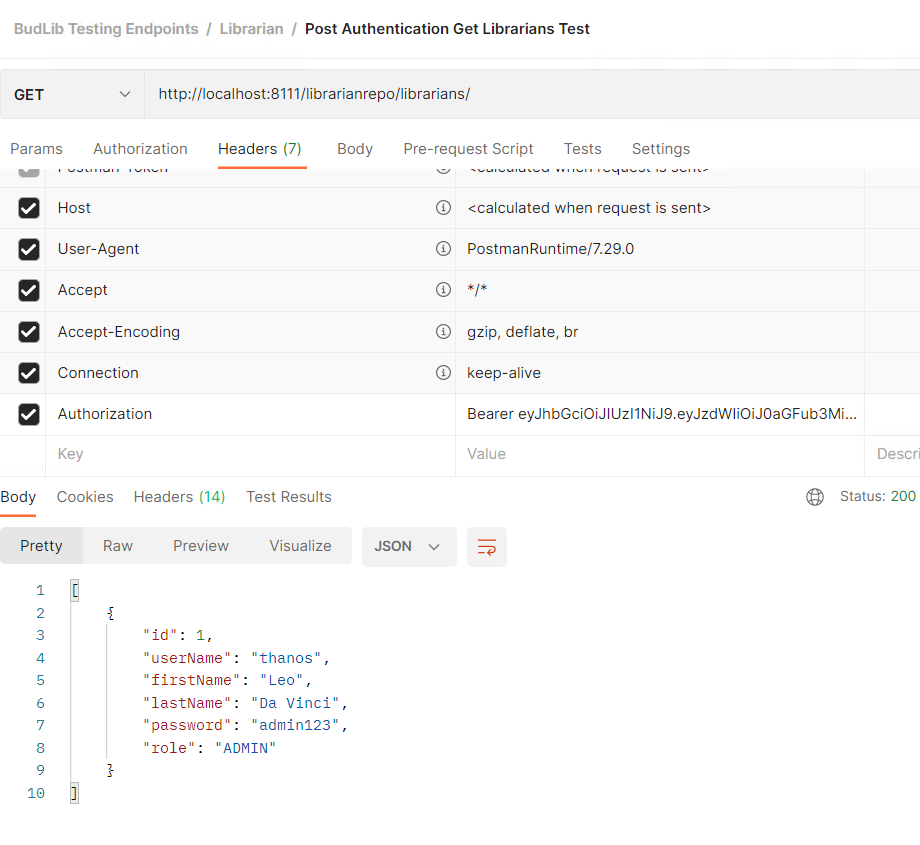 BudLib Testing Endpoints / Librarian / Post Authentication Get Librarians Test
GET http://localhost:8111/librarianrepo/librarians/
Params Authorization Headers (7) Body Pre-request Script Tests Settings
Postman-Token <calculated when request is sent>
Host <calculated when request is sent>
User-Agent PostmanRuntime/7.29.0
Accept */*
Accept-Encoding gzip, deflate, br
Connection keep-alive
Authorization Bearer eyJhbGciOiJIUzI1NiJ9.eyJzdWIiOiJ0aGFub3Mi...
Key Value Descri
Body Cookies Headers (14) Test Results Status: 200
Pretty Raw Preview Visualize JSON
1 [
2 {
3 "id": 1,
4 "userName": "thanos",
5 "firstName": "Leo",
6 "lastName": "Da Vinci",
7 "password": "admin123",
8 "role": "ADMIN"
9 }
10 ]